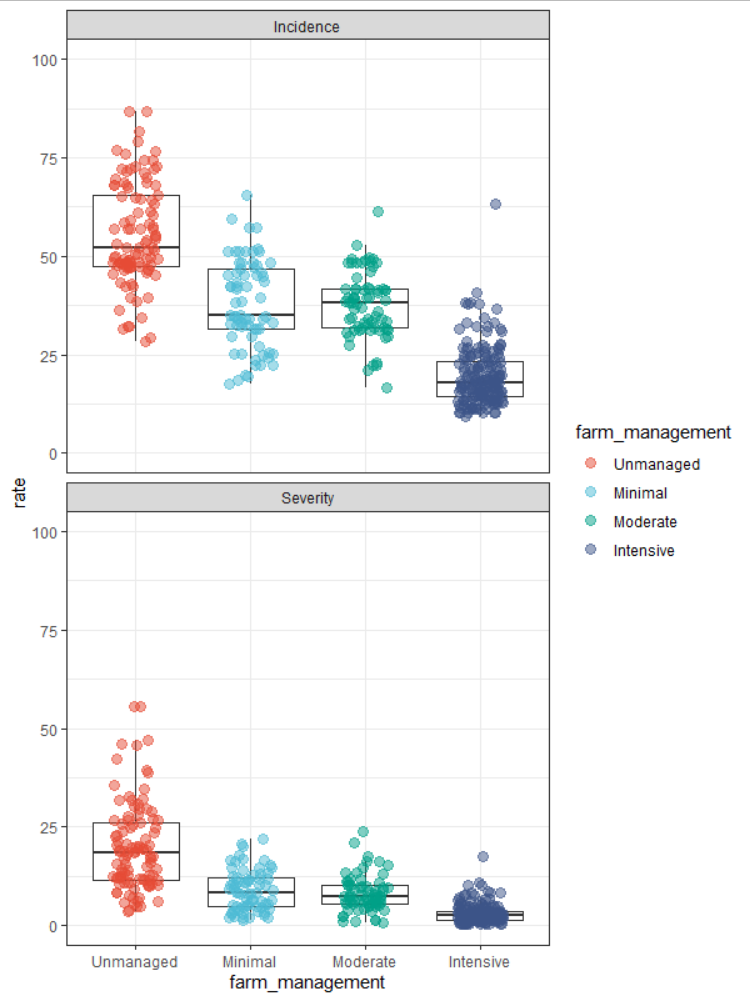 Incidence
100
75
50
25
0
Severity
100
75
50
25
0
rate
Unmanaged Minimal Moderate Intensive
farm_management
farm_management
Unmanaged
Minimal
Moderate
Intensive